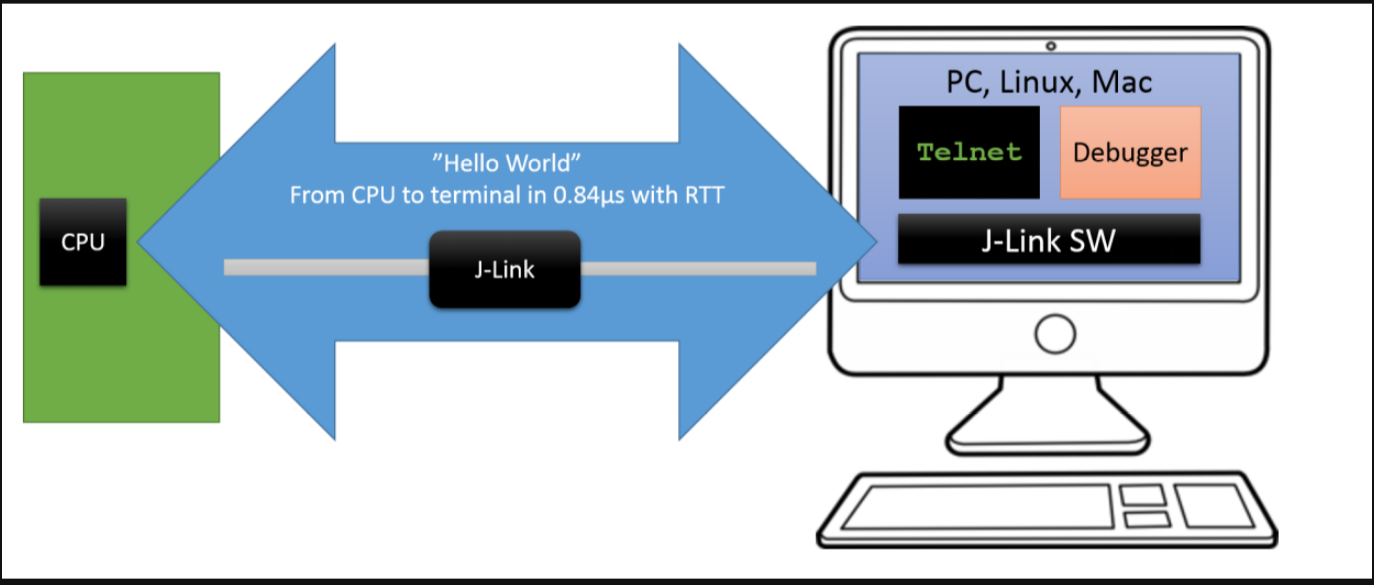 CPU
”Hello World”
From CPU to terminal in 0.84µs with RTT
J-Link
PC, Linux, Mac
Telnet
Debugger
J-Link SW